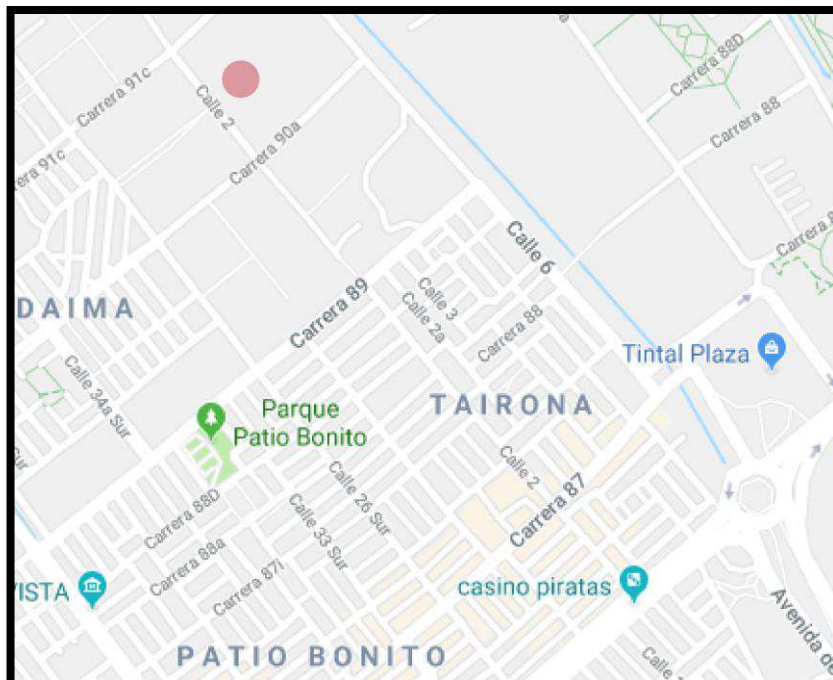 Carrera 91c
Calle 2
Carrera 88D
Carrera 88
Carrera 90a
DAIMA
Calle 6
Calle 3
Calle 2a
Carrera 89
Carrera 88
Tintal Plaza
Calle 34a Sur
TAIRONA
Parque
Patio Bonito
Calle 2
Carrera 87
Calle 26 Sur
Carrera 88D
Calle 33 Sur
Carrera 88a
Carrera 87I
VISTA
casino piratas
PATIO BONITO
Avenida